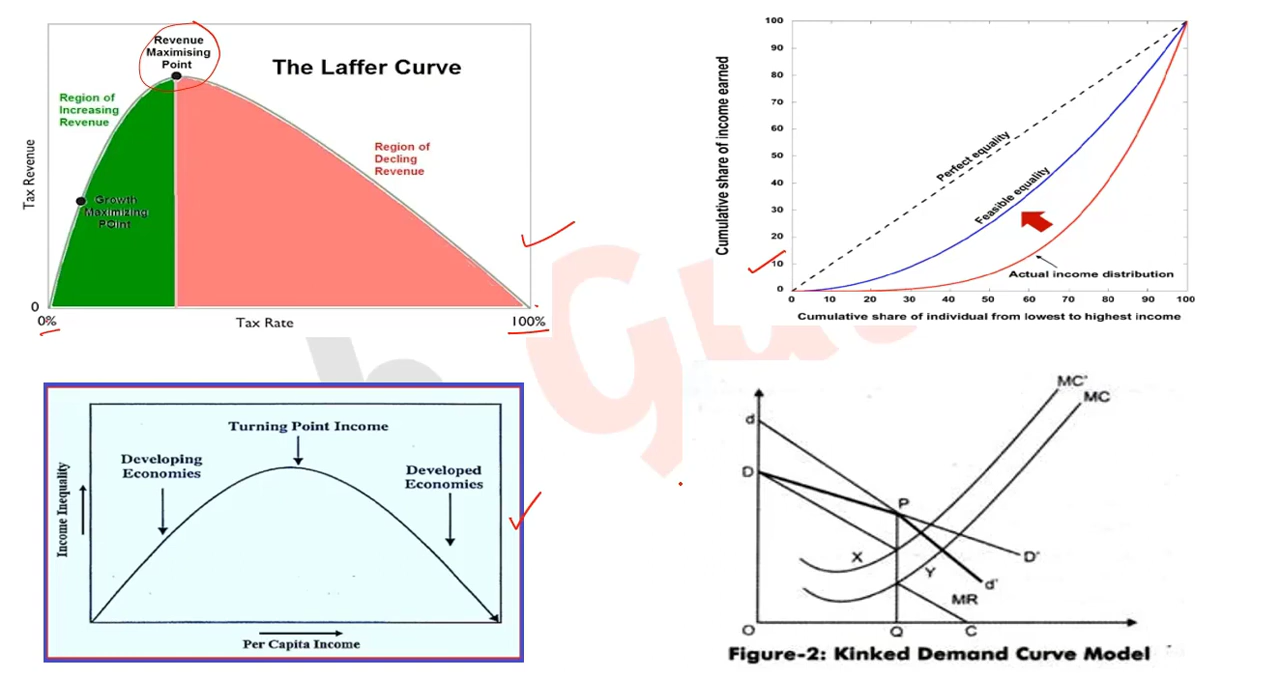 Revenue
Maximising
Point
The Laffer Curve
Region of
Increasing
Revenue
Region of
Decling
Revenue
Growth
Maximizing
Point
Tax Revenue
0
0%
Tax Rate
100%
100
90
80
70
60
50
40
30
20
10
0
Cumulative share of income earned
Perfect equality
Feasible equality
Actual income distribution
0 10 20 30 40 50 60 70 80 90 100
Cumulative share of individual from lowest to highest income
Turning Point Income
Developing
Economies
Developed
Economies
Income Inequality
Per Capita Income
MC'
MC
d
D
P
X
D'
Y
d'
MR
O
Q
C
Figure-2: Kinked Demand Curve Model